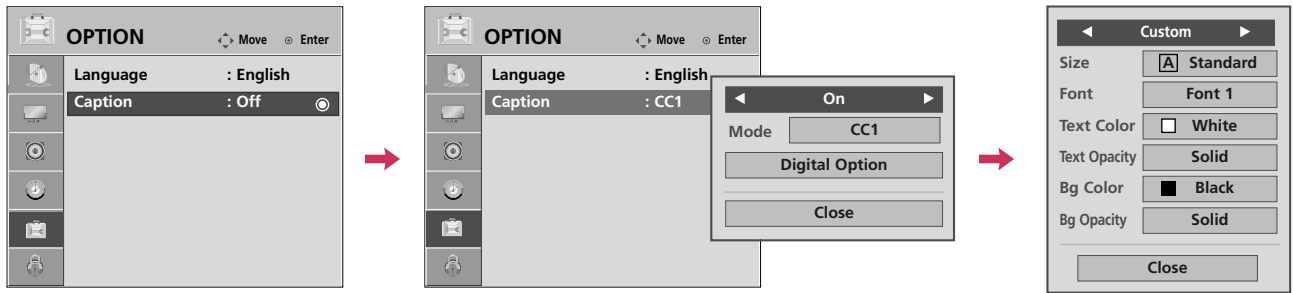 OPTION
Move Enter
Language : English
Caption : Off
OPTION
Move Enter
Language : English
Caption : CC1
On
Mode CC1
Digital Option
Close
Custom
Size A Standard
Font Font 1
Text Color White
Text Opacity Solid
Bg Color Black
Bg Opacity Solid
Close